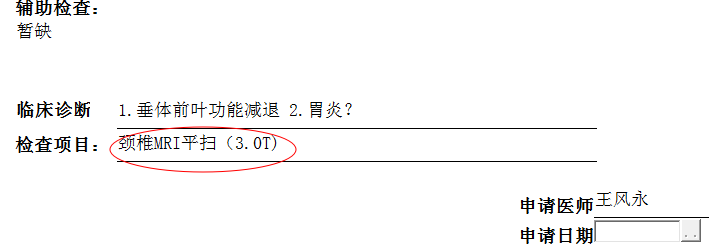 辅助检查:
暂缺
临床诊断 1.垂体前叶功能减退 2.胃炎?
检查项目: 颈椎MRI平扫（3.0T)
申请医师 王风永
申请日期 ..